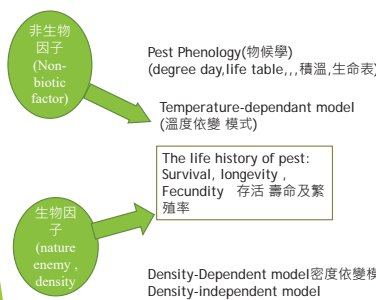 非生物
因子
(Non-
biotic
factor)
Pest Phenology(物候學)
(degree day,life table,,,積溫,生命表)
Temperature-dependant model
(溫度依變 模式)
The life history of pest:
Survival, longevity ,
Fecundity 存活 壽命及繁
殖率
生物因
子
(nature
enemy ,
density
Density-Dependent model密度依變模
Density-independent model